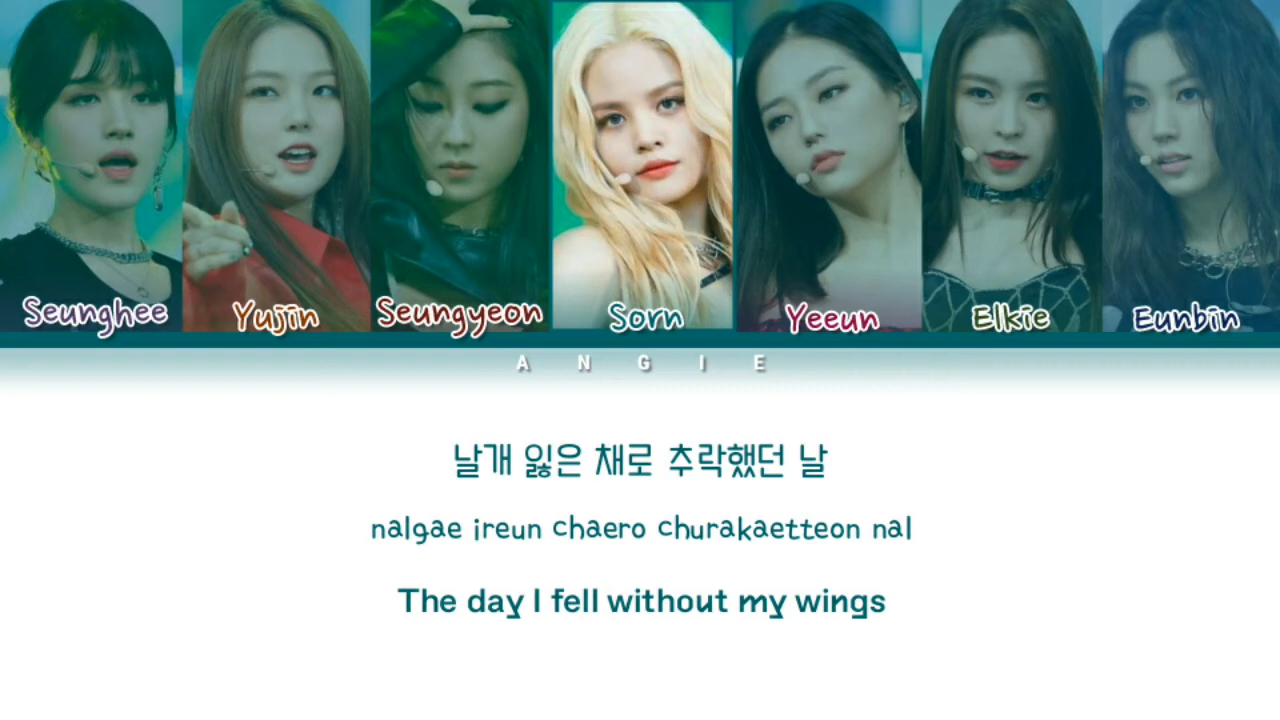 Seunghee Yujin Seungyeon Sorn Yeeun Elkie Eunbin
ANGIE
날개 잃은 채로 추락했던 날
nalgae ireun chaero churakaetteon nal
The day I fell without my wings